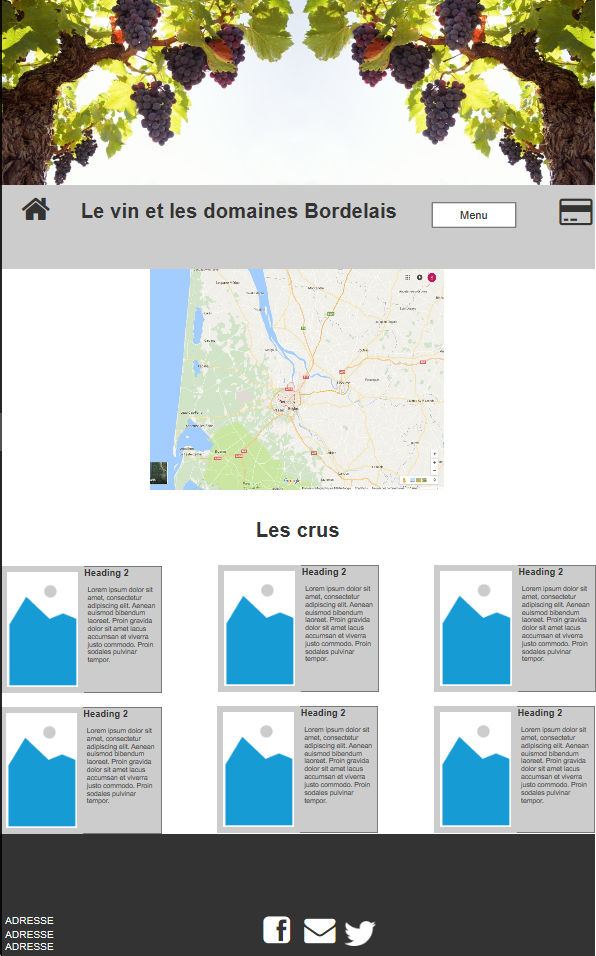 Le vin et les domaines Bordelais
Menu
Les crus
Heading 2
Lorem ipsum dolor sit
amet, consectetur
adipiscing elit. Aenean
euismod bibendum
laoreet. Proin gravida
dolor sit amet lacus
accumsan et viverra
justo commodo. Proin
sodales pulvinar
tempor.
Heading 2
Lorem ipsum dolor sit
amet, consectetur
adipiscing elit. Aenean
euismod bibendum
laoreet. Proin gravida
dolor sit amet lacus
accumsan et viverra
justo commodo. Proin
sodales pulvinar
tempor.
Heading 2
Lorem ipsum dolor sit
amet, consectetur
adipiscing elit. Aenean
euismod bibendum
laoreet. Proin gravida
dolor sit amet lacus
accumsan et viverra
justo commodo. Proin
sodales pulvinar
tempor.
Heading 2
Lorem ipsum dolor sit
amet, consectetur
adipiscing elit. Aenean
euismod bibendum
laoreet. Proin gravida
dolor sit amet lacus
accumsan et viverra
justo commodo. Proin
sodales pulvinar
tempor.
Heading 2
Lorem ipsum dolor sit
amet, consectetur
adipiscing elit. Aenean
euismod bibendum
laoreet. Proin gravida
dolor sit amet lacus
accumsan et viverra
justo commodo. Proin
sodales pulvinar
tempor.
Heading 2
Lorem ipsum dolor sit
amet, consectetur
adipiscing elit. Aenean
euismod bibendum
laoreet. Proin gravida
dolor sit amet lacus
accumsan et viverra
justo commodo. Proin
sodales pulvinar
tempor.
ADRESSE
ADRESSE
ADRESSE